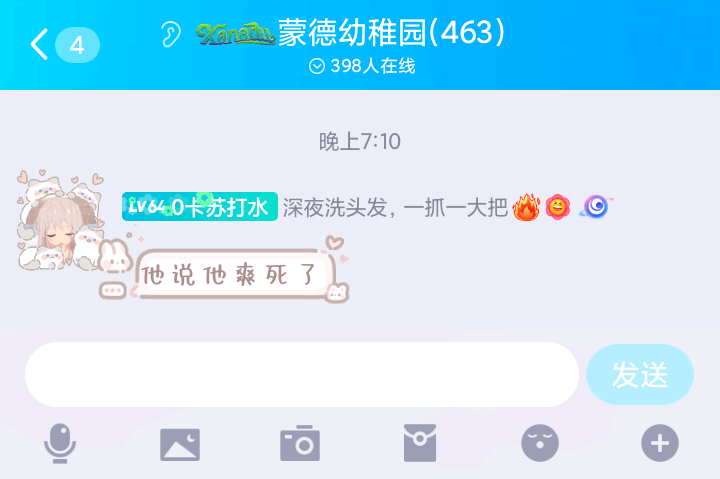 4
Xanadu 蒙德幼稚园(463)
398人在线
晚上7:10
LV64 0卡苏打水 深夜洗头发，一抓一大把
他说他爽死了
发送